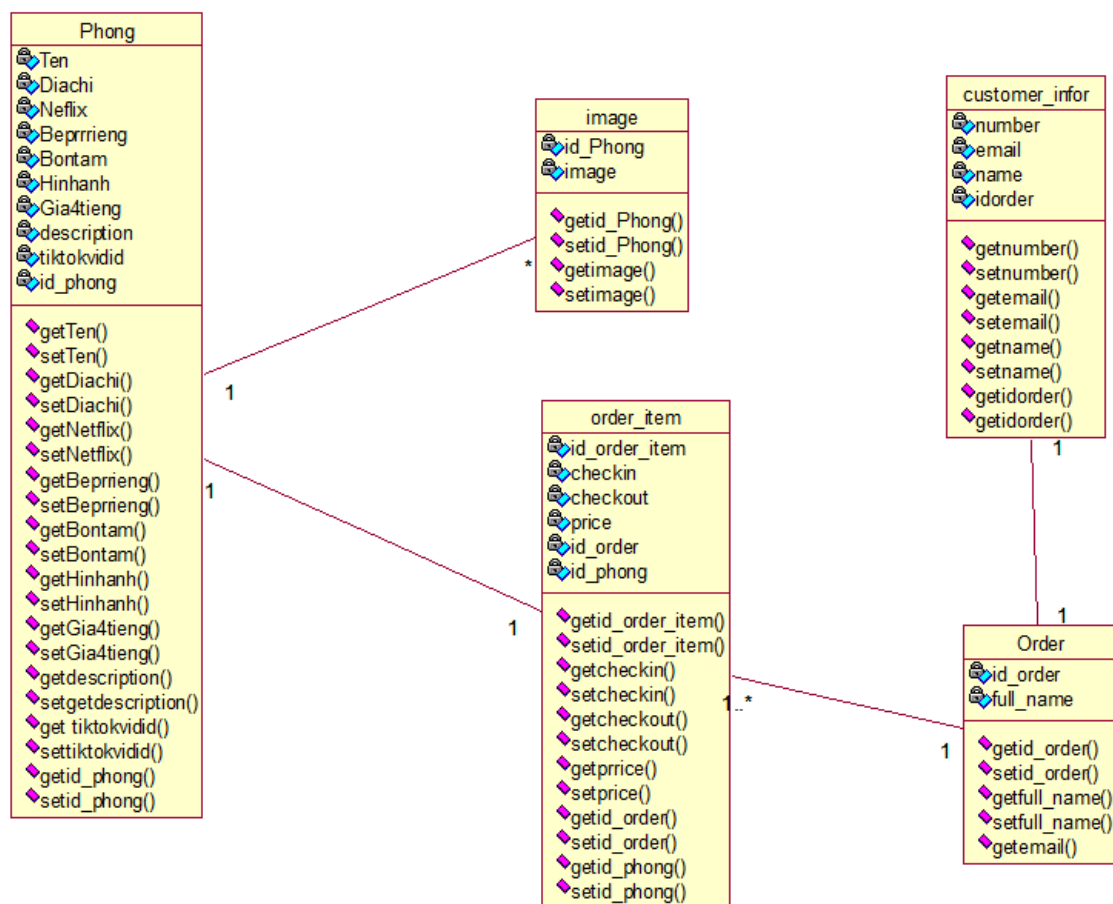 Phong
Ten
Diachi
Neflix
Beprrrieng
Bontam
Hinhanh
Gia4tieng
description
tiktokvidid
id_phong
getTen()
setTen()
getDiachi()
setDiachi()
getNetflix()
setNetflix()
getBeprrieng()
setBeprrieng()
getBontam()
setBontam()
getHinhanh()
setHinhanh()
getGia4tieng()
setGia4tieng()
getdescription()
setgetdescription()
get tiktokvidid()
settiktokvidid()
getid_phong()
setid_phong()
1
1
image
id_Phong
image
getid_Phong()
setid_Phong()
getimage()
setimage()
*
order_item
id_order_item
checkin
checkout
price
id_order
id_phong
getid_order_item()
setid_order_item()
getcheckin()
setcheckin()
getcheckout()
setcheckout()
getprrice()
setprice()
getid_order()
setid_order()
getid_phong()
setid_phong()
1
1..*
customer_infor
number
email
name
idorder
getnumber()
setnumber()
getemail()
setemail()
getname()
setname()
getidorder()
getidorder()
1
1
Order
id_order
full_name
getid_order()
setid_order()
getfull_name()
setfull_name()
getemail()
1